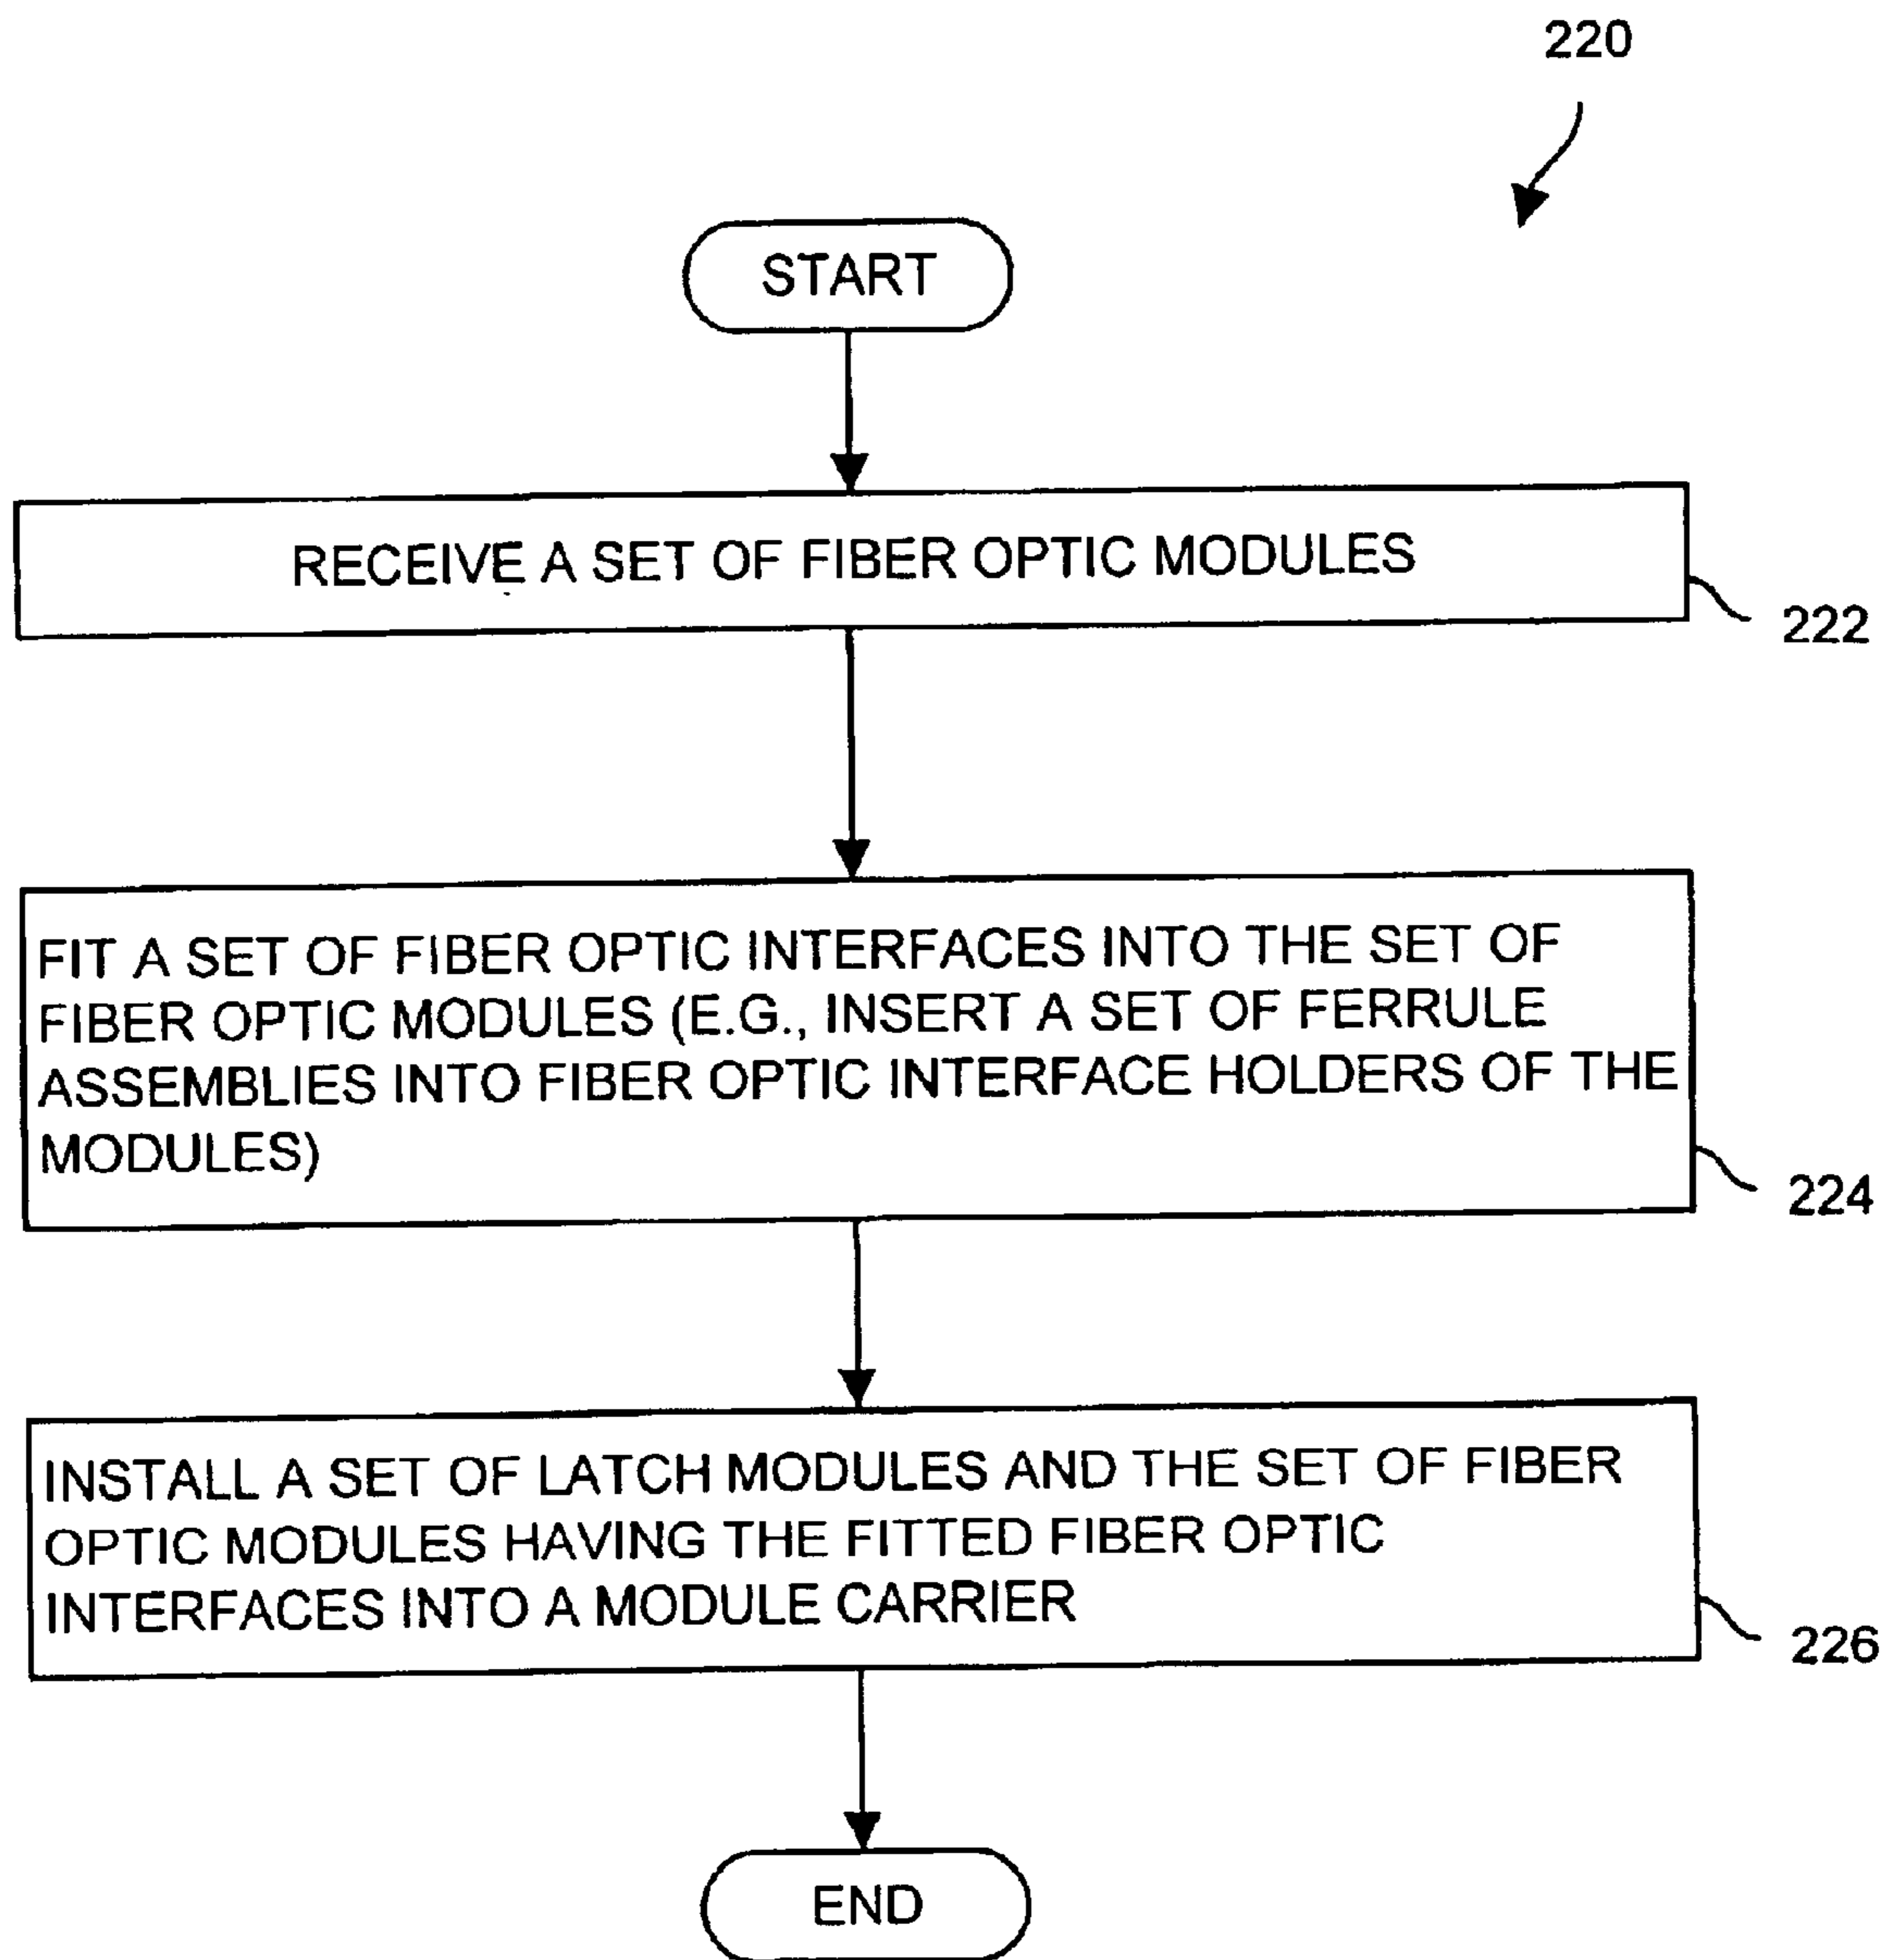 220
START
RECEIVE A SET OF FIBER OPTIC MODULES
222
FIT A SET OF FIBER OPTIC INTERFACES INTO THE SET OF
FIBER OPTIC MODULES (E.G., INSERT A SET OF FERRULE
ASSEMBLIES INTO FIBER OPTIC INTERFACE HOLDERS OF THE
MODULES)
224
INSTALL A SET OF LATCH MODULES AND THE SET OF FIBER
OPTIC MODULES HAVING THE FITTED FIBER OPTIC
INTERFACES INTO A MODULE CARRIER
226
END